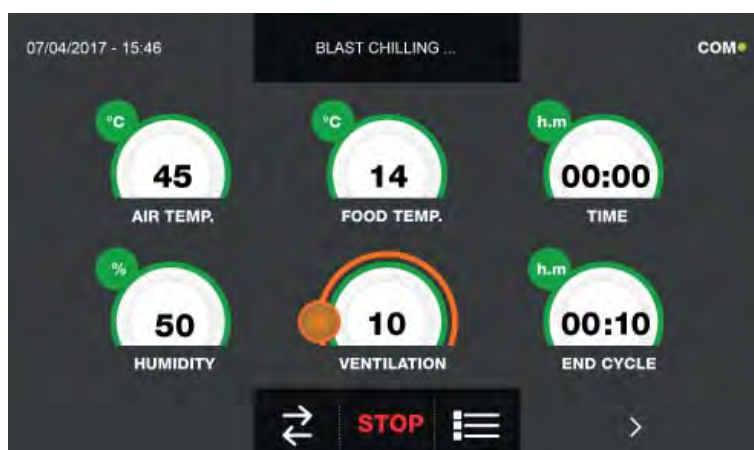 07/04/2017 - 15:46
BLAST CHILLING ...
COM
°C
45
AIR TEMP.
°C
14
FOOD TEMP.
h.m
00:00
TIME
%
50
HUMIDITY
10
VENTILATION
h.m
00:10
END CYCLE
STOP